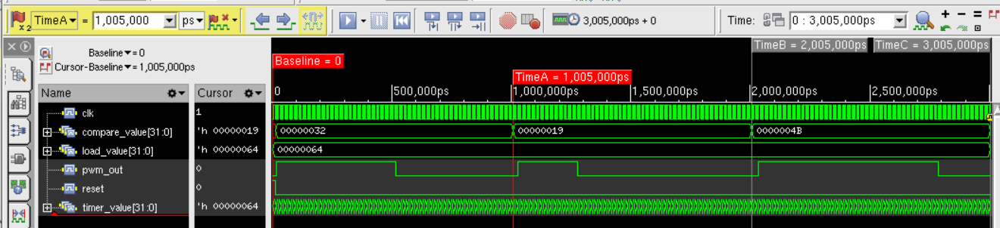 TimeA = 1,005,000 ps 3,005,000ps + 0 Time: 0 : 3,005,000ps
x2
TimeB = 2,005,000ps TimeC = 3,005,000ps
Baseline = 0
Cursor-Baseline = 1,005,000ps
Baseline = 0
TimeA = 1,005,000ps
Name Cursor 0 500,000ps 1,000,000ps 1,500,000ps 2,000,000ps 2,500,000ps
clk 1
compare_value[31:0] 'h 00000019 00000032 00000019 0000004B
load_value[31:0] 'h 00000064 00000064
pwm_out 0
reset 0
timer_value[31:0] 'h 00000064